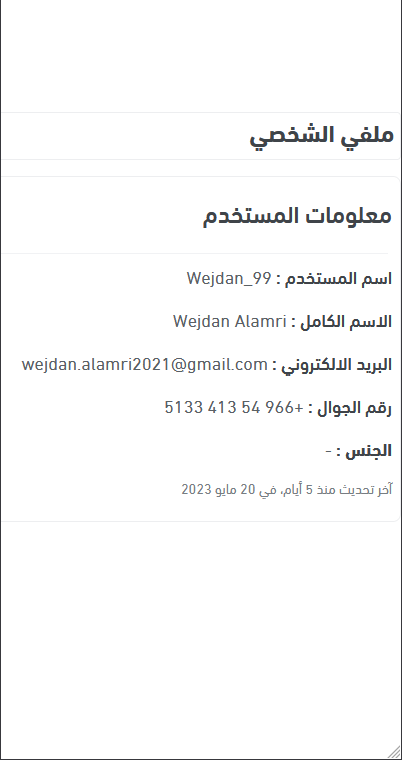 ملفي الشخصي
معلومات المستخدم
اسم المستخدم : Wejdan_99
الاسم الكامل : Wejdan Alamri
البريد الالكتروني : wejdan.alamri2021@gmail.com
رقم الجوال : +966 54 413 5133
الجنس : -
آخر تحديث منذ 5 أيام، في 20 مايو 2023